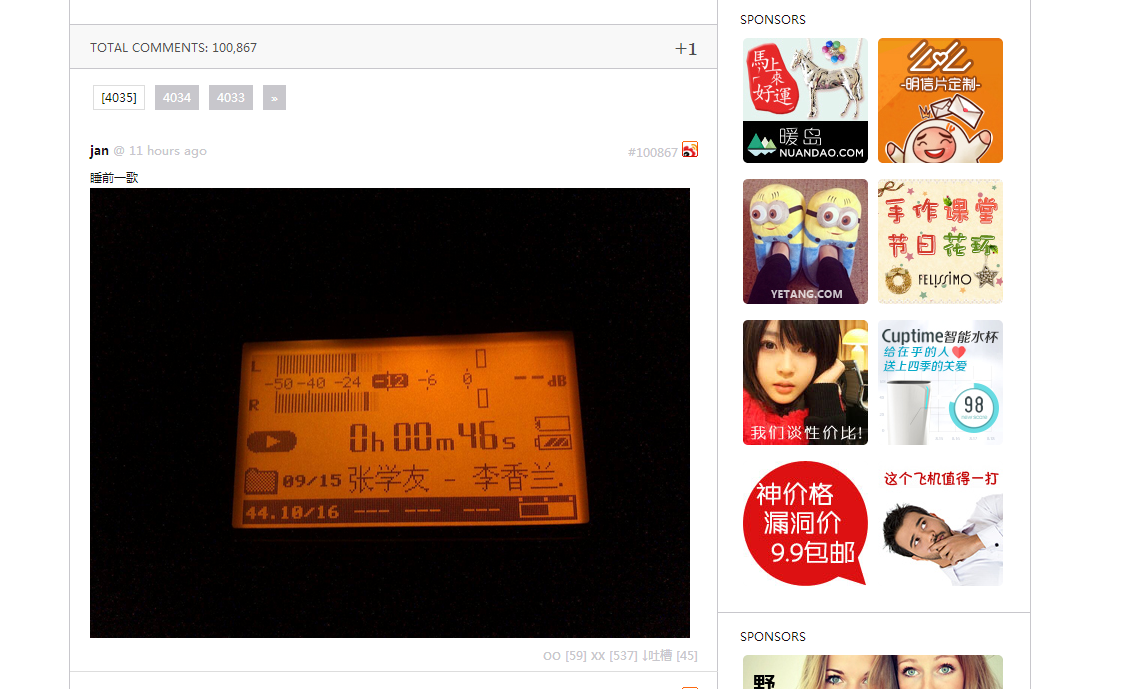 TOTAL COMMENTS: 100,867
+1
[4035] 4034 4033 »
jan @ 11 hours ago
#100867
睡前一歌
L
-50 -40 -24 -12 -6 0 --dB
R
0h 00m 46s
09/15 张学友 - 李香兰.
44.10/16 --- --- ---
OO [59] XX [537] ↓吐槽 [45]
SPONSORS
馬上來好運
暖岛
NUANDAO.COM
-明信片定制-
YETANG.COM
手作课堂
节日花环
FELISSIMO
我们谈性价比!
Cuptime智能水杯
给在乎的人
送上四季的关爱
98
神价格
漏洞价
9.9包邮
这个飞机值得一打
SPONSORS
野